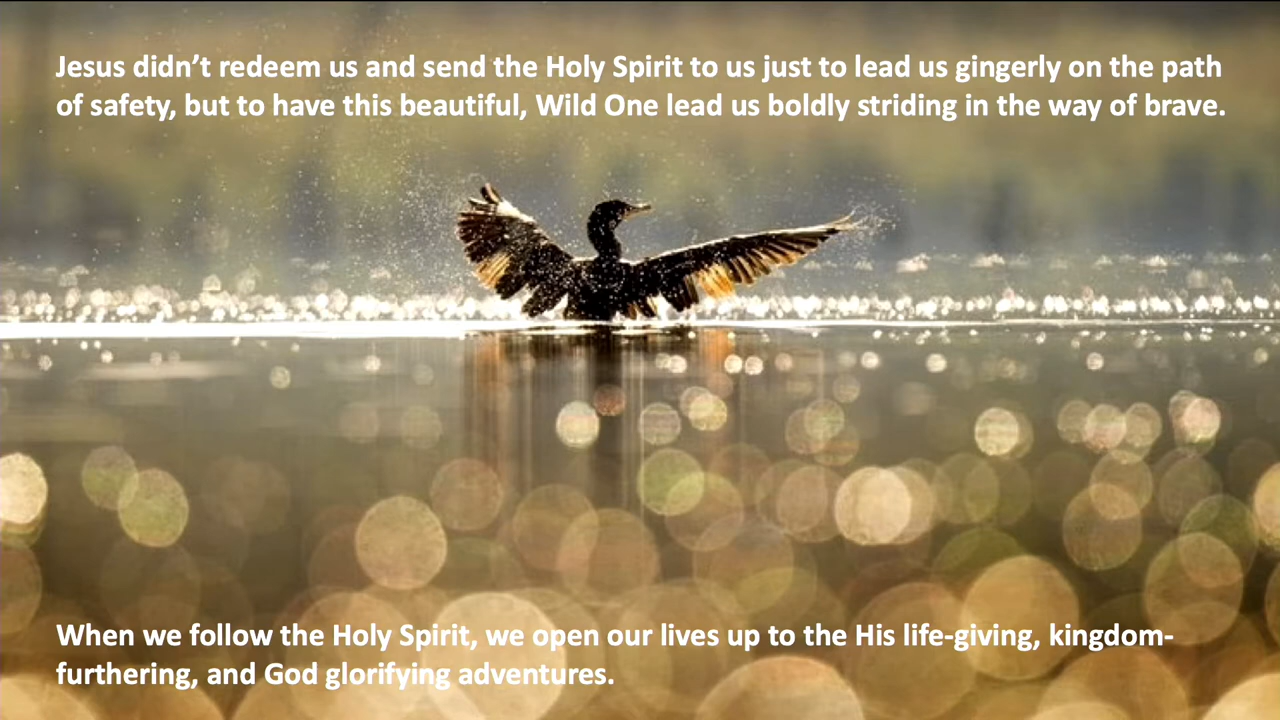 Jesus didn’t redeem us and send the Holy Spirit to us just to lead us gingerly on the path
of safety, but to have this beautiful, Wild One lead us boldly striding in the way of brave.
When we follow the Holy Spirit, we open our lives up to the His life-giving, kingdom-
furthering, and God glorifying adventures.